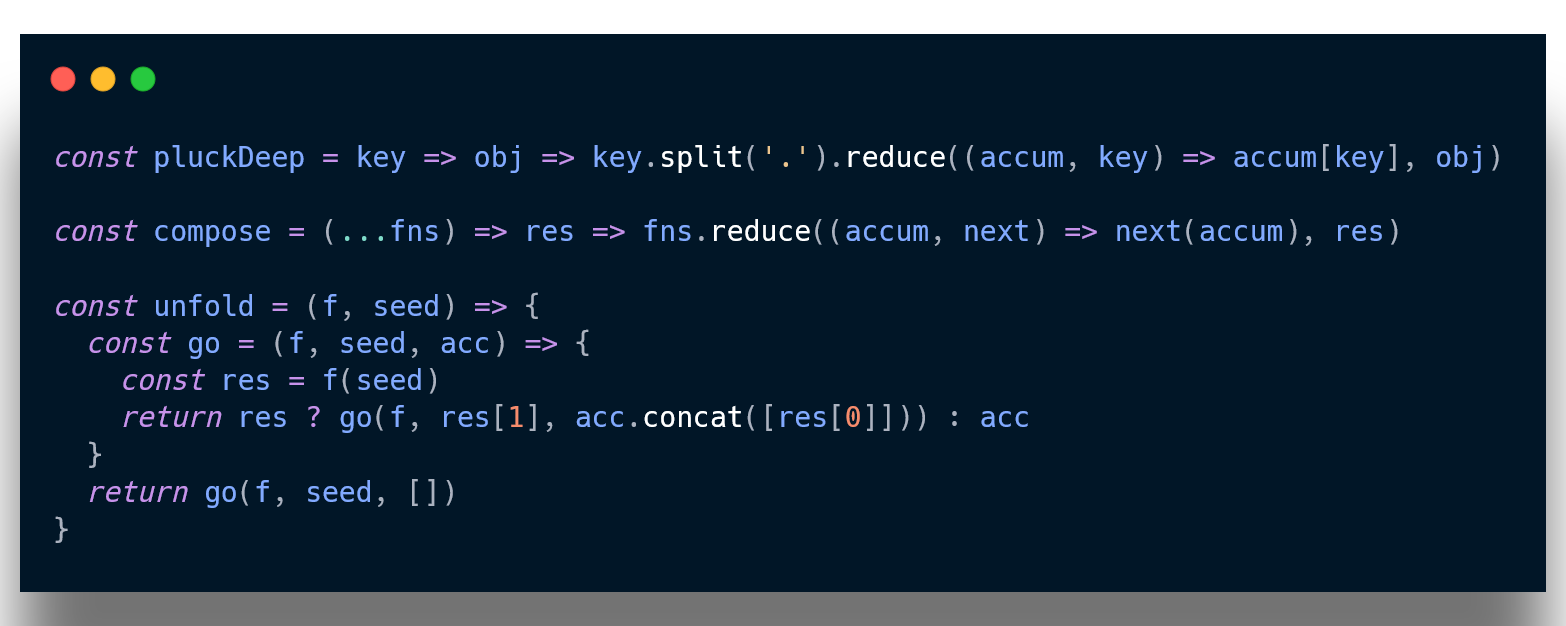 const pluckDeep = key => obj => key.split('.').reduce((accum, key) => accum[key], obj)
const compose = (...fns) => res => fns.reduce((accum, next) => next(accum), res)
const unfold = (f, seed) => {
  const go = (f, seed, acc) => {
    const res = f(seed)
    return res ? go(f, res[1], acc.concat([res[0]])) : acc
  }
  return go(f, seed, [])
}